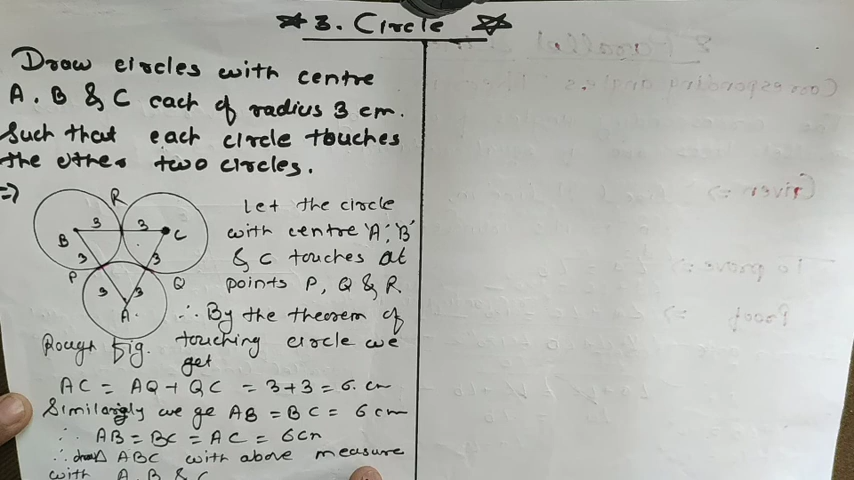 3. Circle
Draw circles with centre
A. B & C each of radius 3 cm.
Such that each circle touches
the other two circles.
=>
R
3 3
B C
3 3
P Q
3 3
A.
Rough fig.
Let the circle
with centre 'A', 'B'
& C touches at
points P, Q & R
∴ By the theorem of
touching circle we
get
AC = AQ + QC = 3+3 = 6. cm
Similarly we ge AB = BC = 6 cm
∴ AB = BC = AC = 6cm
∴ ABC with above measure
with A. B & C